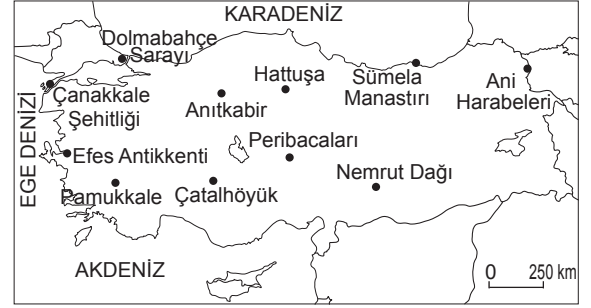 KARADENİZ
Dolmabahçe
Sarayı
Hattuşa
Sümela
Manastırı
Ani
Harabeleri
Çanakkale
Şehitliği
Anıtkabir
EGE DENİZİ
Efes Antikkenti
Peribacaları
Nemrut Dağı
Pamukkale
Çatalhöyük
AKDENİZ
0 250 km